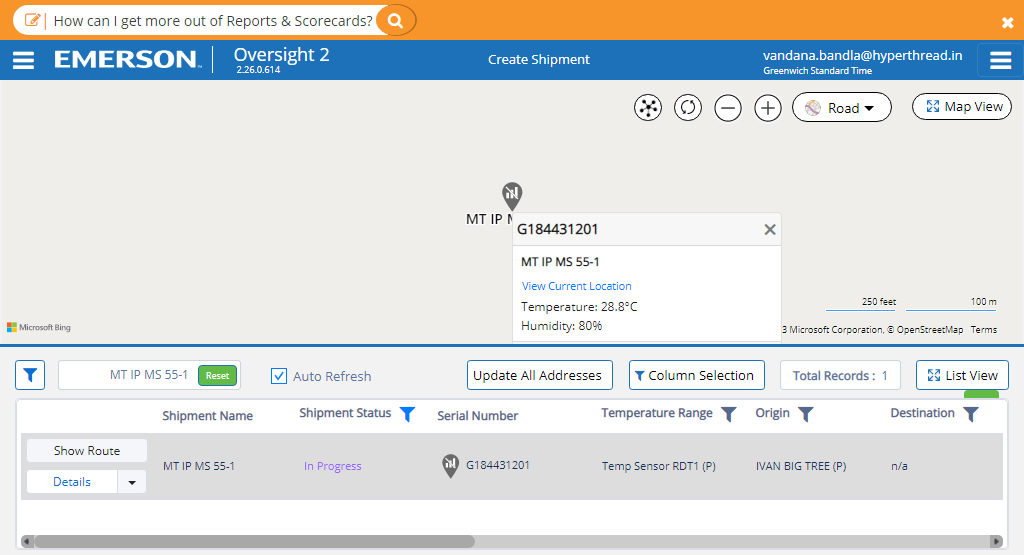 How can I get more out of Reports & Scorecards?
EMERSON
Oversight 2
2.26.0.614
Create Shipment
vandana.bandla@hyperthread.in
Greenwich Standard Time
Road
Map View
MT IP M
G184431201
MT IP MS 55-1
View Current Location
Temperature: 28.8°C
Humidity: 80%
250 feet
100 m
Microsoft Bing
3 Microsoft Corporation, © OpenStreetMap Terms
MT IP MS 55-1
Reset
Auto Refresh
Update All Addresses
Column Selection
Total Records : 1
List View
Shipment Name
Shipment Status
Serial Number
Temperature Range
Origin
Destination
Show Route
Details
MT IP MS 55-1
In Progress
G184431201
Temp Sensor RDT1 (P)
IVAN BIG TREE (P)
n/a